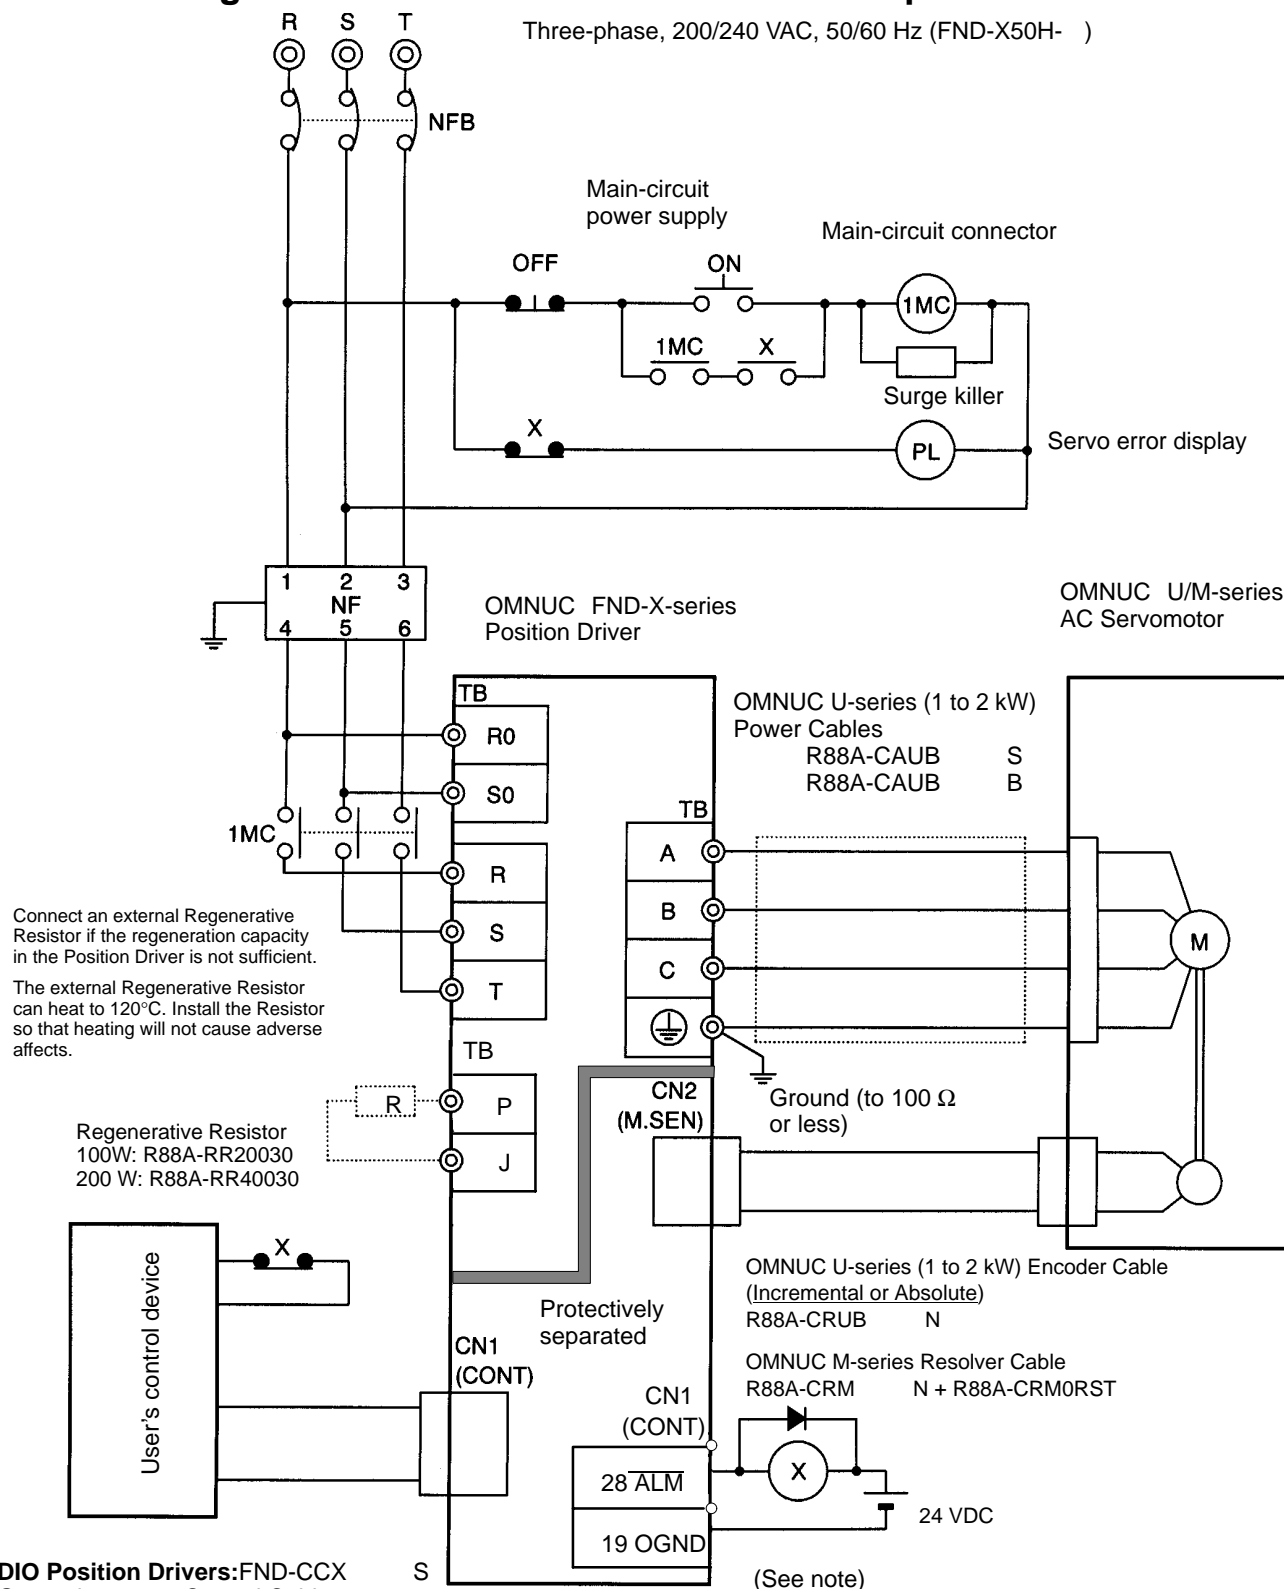 R S T
Three-phase, 200/240 VAC, 50/60 Hz (FND-X50H- )
NFB
Main-circuit
power supply
Main-circuit connector
OFF
ON
1MC
1MC X
Surge killer
X
PL
Servo error display
1 2 3
NF
4 5 6
OMNUC FND-X-series
Position Driver
OMNUC U/M-series
AC Servomotor
TB
R0
S0
OMNUC U-series (1 to 2 kW)
Power Cables
R88A-CAUB S
R88A-CAUB B
TB
1MC
R
S
T
A
B
C
M
Connect an external Regenerative
Resistor if the regeneration capacity
in the Position Driver is not sufficient.
The external Regenerative Resistor
can heat to 120°C. Install the Resistor
so that heating will not cause adverse
affects.
TB
R
P
J
CN2
(M.SEN)
Ground (to 100 Ω
or less)
Regenerative Resistor
100W: R88A-RR20030
200 W: R88A-RR40030
User's control device
X
Protectively
separated
OMNUC U-series (1 to 2 kW) Encoder Cable
(Incremental or Absolute)
R88A-CRUB N
OMNUC M-series Resolver Cable
R88A-CRM N + R88A-CRM0RST
CN1
(CONT)
CN1
(CONT)
28 ALM
19 OGND
X
24 VDC
DIO Position Drivers:FND-CCX S
(See note)